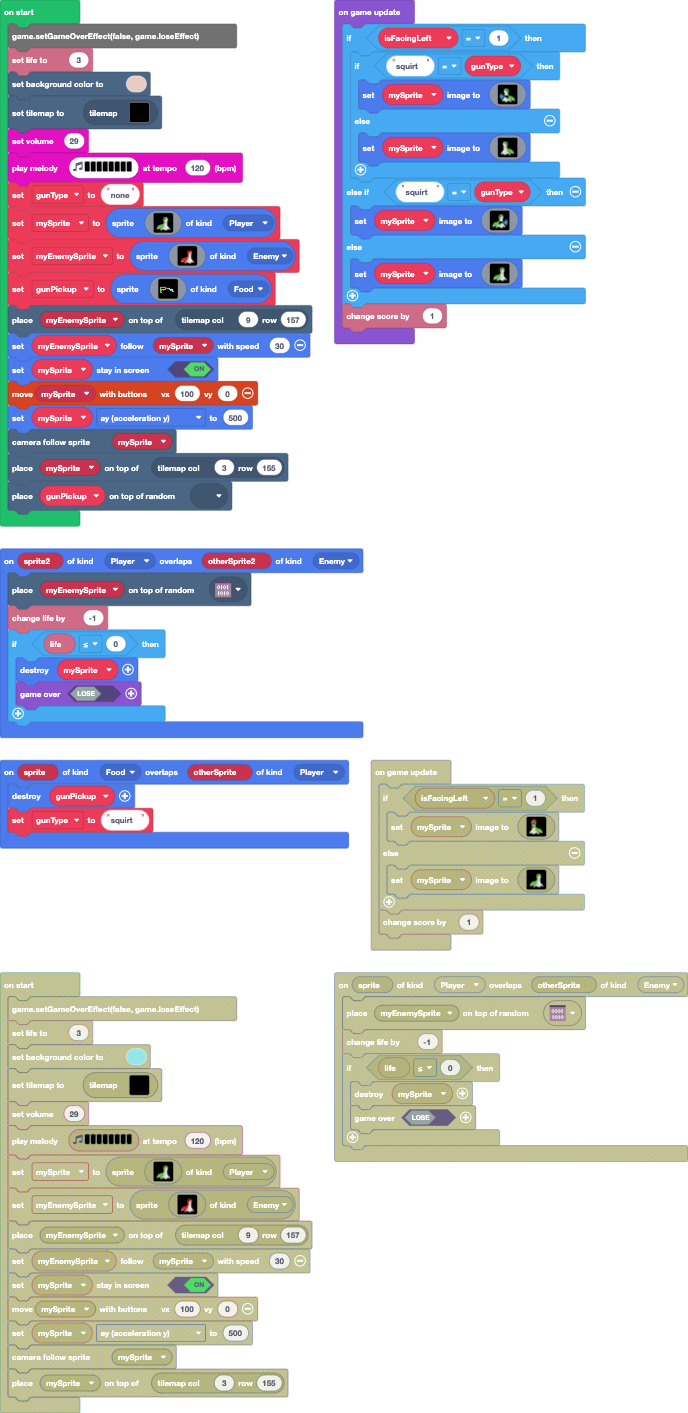 on start
game.setGameOverEffect(false, game.loseEffect)
set life to 3
set background color to
set tilemap to tilemap
set volume 29
play melody at tempo 120 (bpm)
set gunType to "none"
set mySprite to sprite of kind Player
set myEnemySprite to sprite of kind Enemy
set gunPickup to sprite of kind Food
place myEnemySprite on top of tilemap col 9 row 157
set myEnemySprite follow mySprite with speed 30
set mySprite stay in screen ON
move mySprite with buttons vx 100 vy 0
set mySprite ay (acceleration y) to 500
camera follow sprite mySprite
place mySprite on top of tilemap col 3 row 155
place gunPickup on top of random
on game update
if isFacingLeft = 1 then
if "squirt" = gunType then
set mySprite image to
else
set mySprite image to
else if "squirt" = gunType then
set mySprite image to
else
set mySprite image to
change score by 1
on sprite2 of kind Player overlaps otherSprite2 of kind Enemy
place myEnemySprite on top of random
change life by -1
if life ≤ 0 then
destroy mySprite
game over LOSE
on sprite of kind Food overlaps otherSprite of kind Player
destroy gunPickup
set gunType to "squirt"
on game update
if isFacingLeft = 1 then
set mySprite image to
else
set mySprite image to
change score by 1
on start
game.setGameOverEffect(false, game.loseEffect)
set life to 3
set background color to
set tilemap to tilemap
set volume 29
play melody at tempo 120 (bpm)
set mySprite to sprite of kind Player
set myEnemySprite to sprite of kind Enemy
place myEnemySprite on top of tilemap col 9 row 157
set myEnemySprite follow mySprite with speed 30
set mySprite stay in screen ON
move mySprite with buttons vx 100 vy 0
set mySprite ay (acceleration y) to 500
camera follow sprite mySprite
place mySprite on top of tilemap col 3 row 155
on sprite of kind Player overlaps otherSprite of kind Enemy
place myEnemySprite on top of random
change life by -1
if life ≤ 0 then
destroy mySprite
game over LOSE